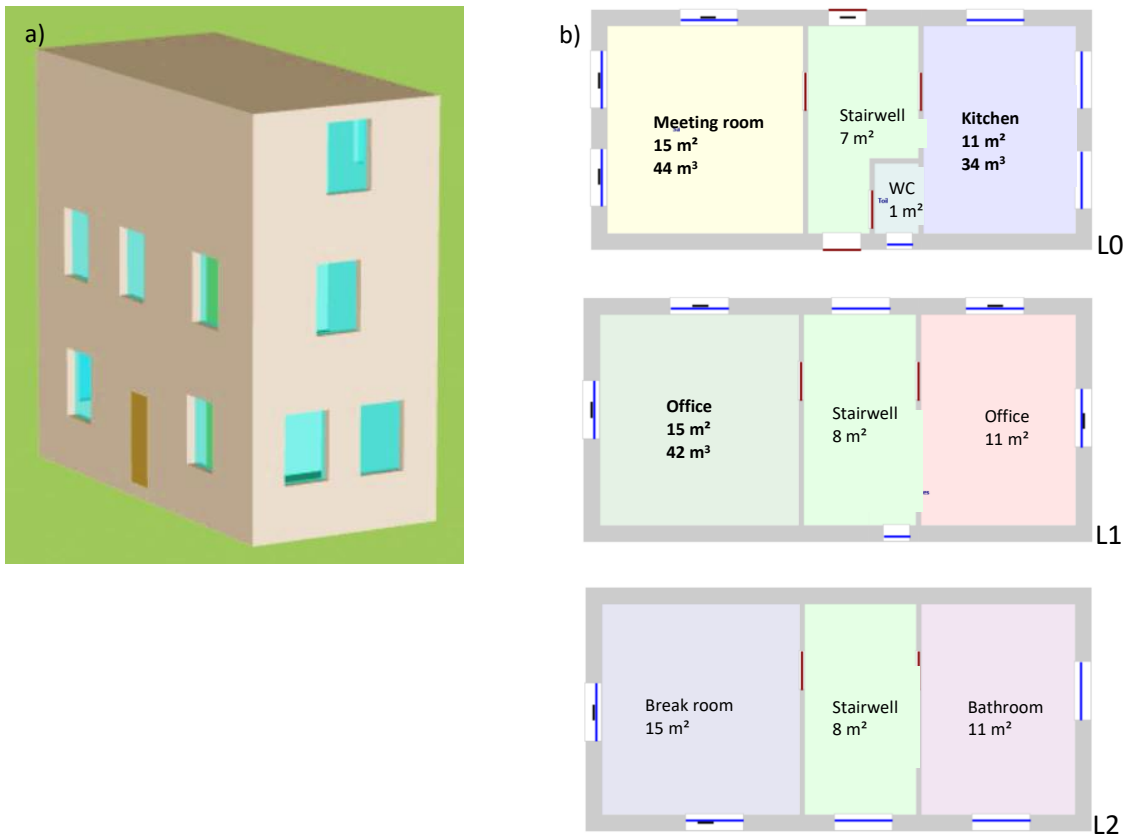 a)
b)
Meeting room
15 m²
44 m³
Stairwell
7 m²
Kitchen
11 m²
34 m³
WC
1 m²
Toil
L0
Office
15 m²
42 m³
Stairwell
8 m²
Office
11 m²
L1
Break room
15 m²
Stairwell
8 m²
Bathroom
11 m²
L2